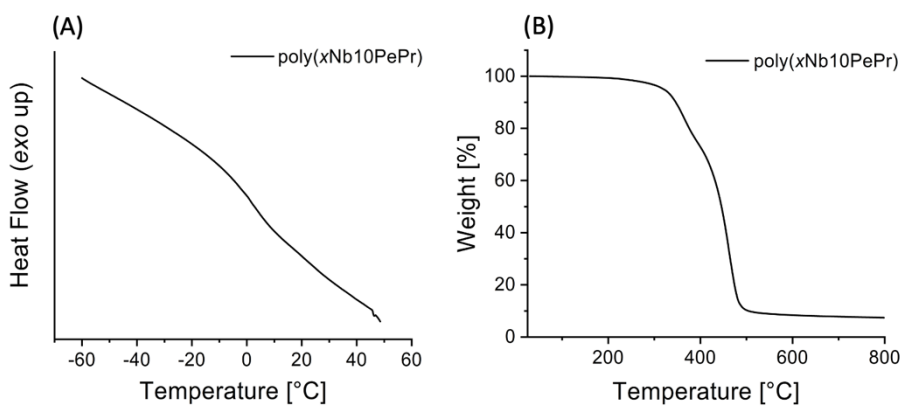 (A)
poly(xNb10PePr)
Heat Flow (exo up)
-60 -40 -20 0 20 40 60
Temperature [°C]
(B)
poly(xNb10PePr)
Weight [%]
100
80
60
40
20
0
200 400 600 800
Temperature [°C]